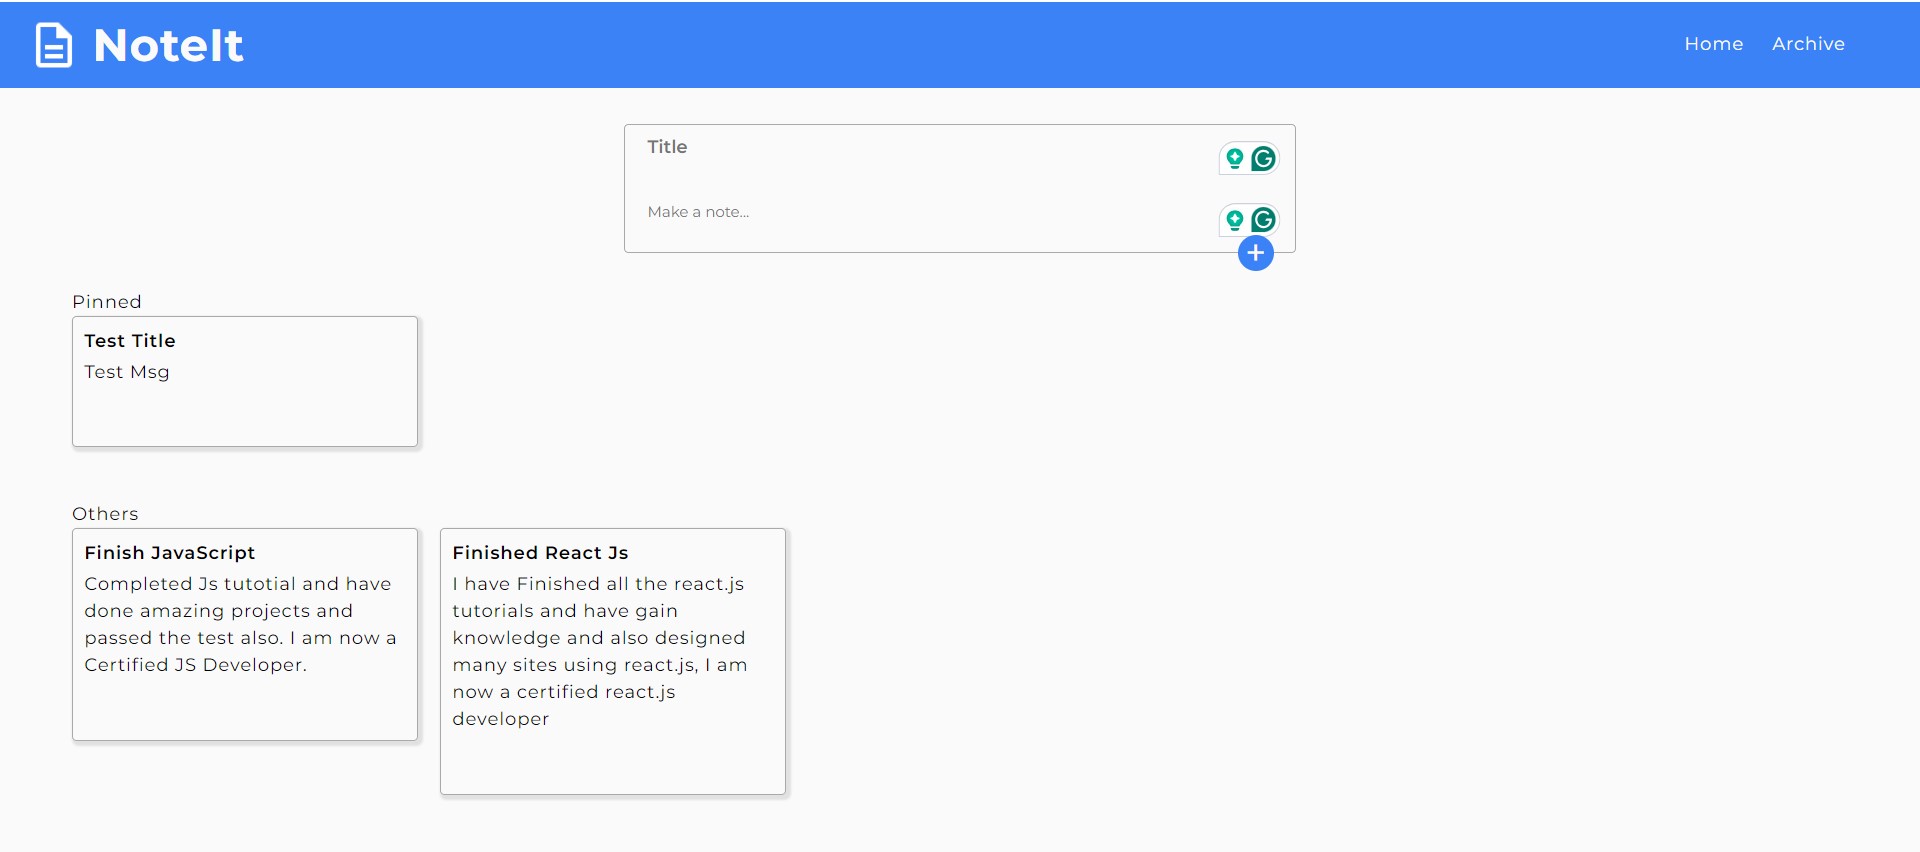 NoteIt
Home
Archive
Title
Make a note...
Pinned
Test Title
Test Msg
Others
Finish JavaScript
Completed Js tutotial and have
done amazing projects and
passed the test also. I am now a
Certified JS Developer.
Finished React Js
I have Finished all the react.js
tutorials and have gain
knowledge and also designed
many sites using react.js, I am
now a certified react.js
developer